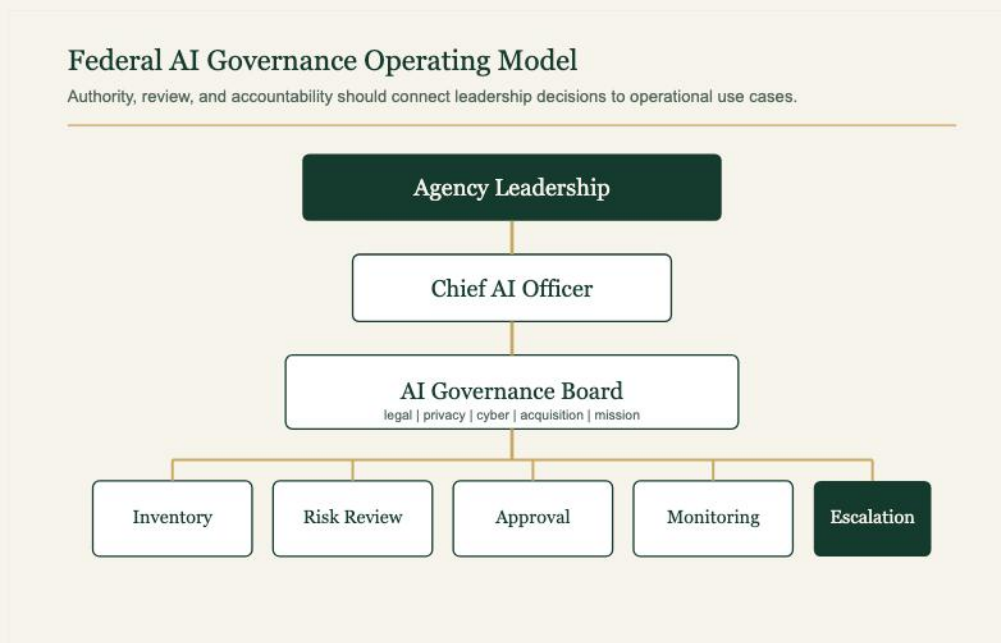 Federal AI Governance Operating Model
Authority, review, and accountability should connect leadership decisions to operational use cases.
Agency Leadership
Chief AI Officer
AI Governance Board
legal | privacy | cyber | acquisition | mission
Inventory
Risk Review
Approval
Monitoring
Escalation